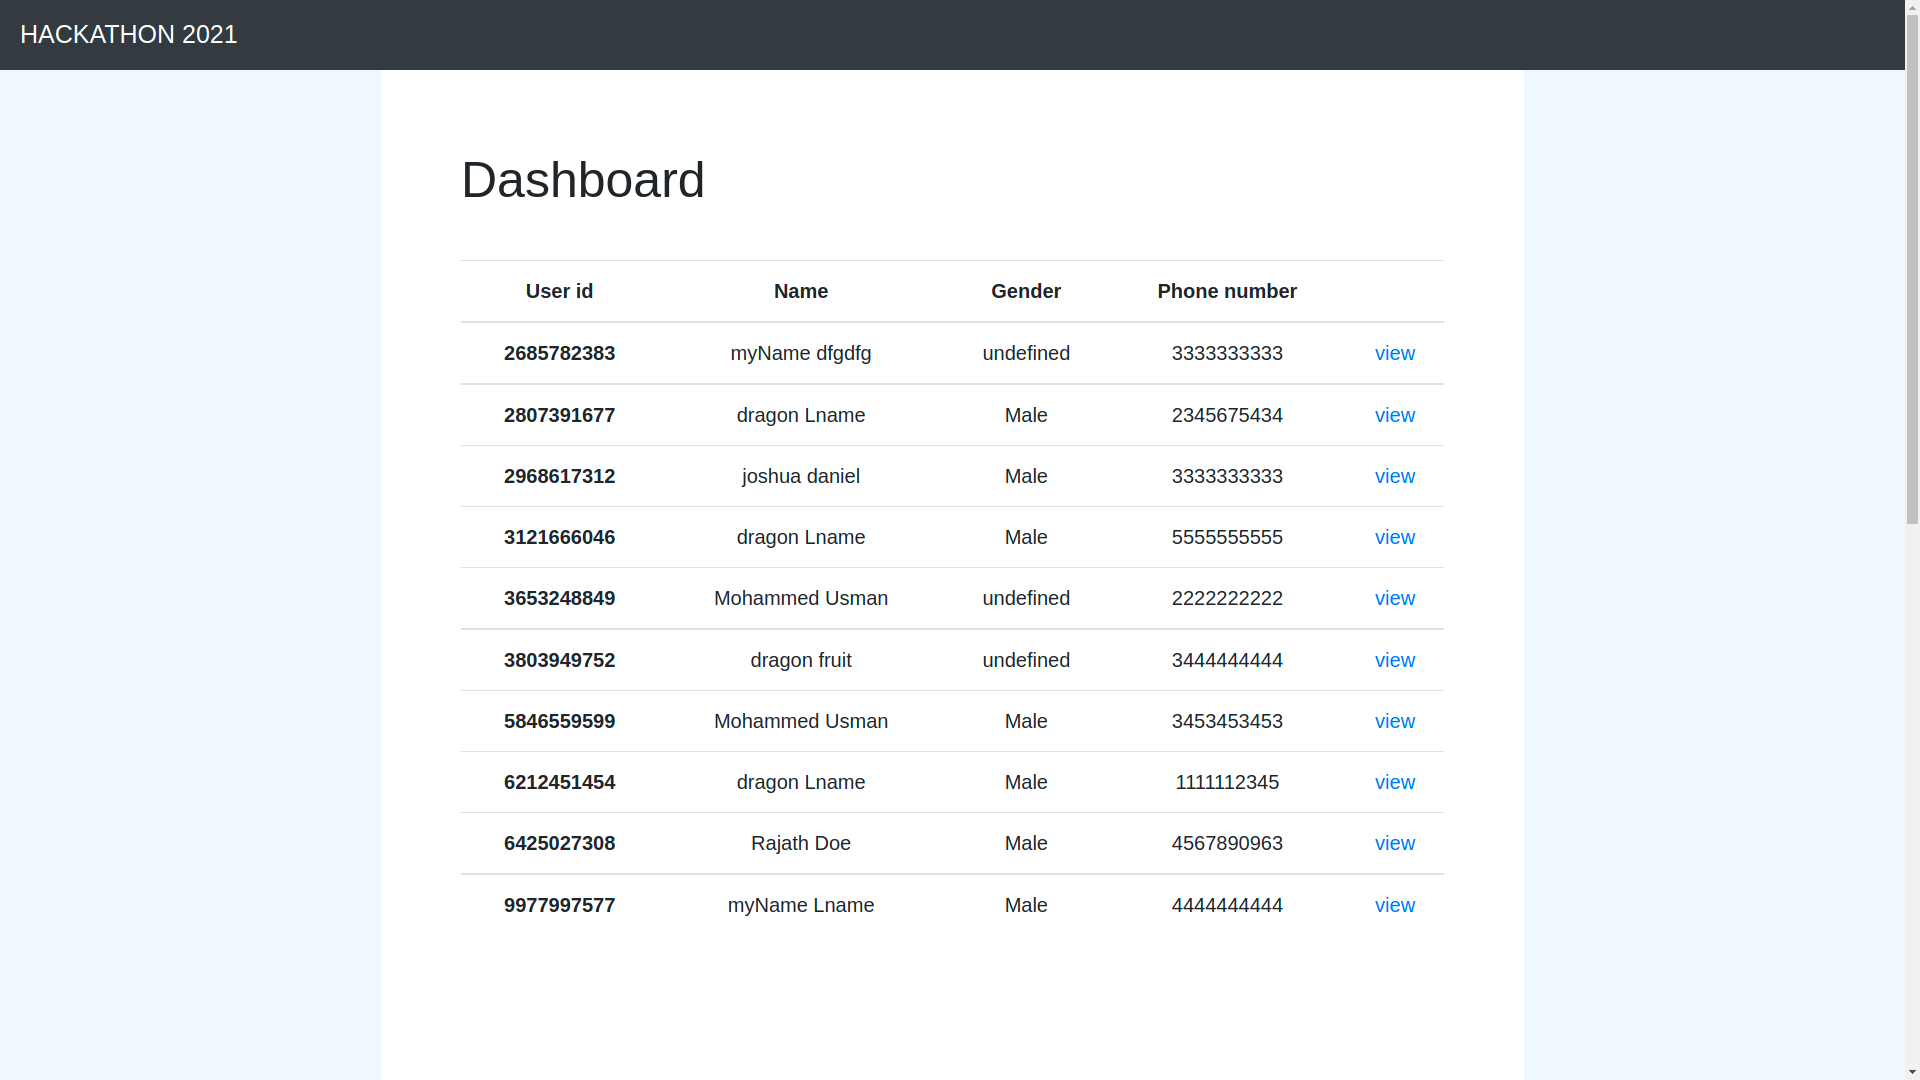 HACKATHON 2021
Dashboard
User id Name Gender Phone number
2685782383 myName dfgdfg undefined 3333333333 view
2807391677 dragon Lname Male 2345675434 view
2968617312 joshua daniel Male 3333333333 view
3121666046 dragon Lname Male 5555555555 view
3653248849 Mohammed Usman undefined 2222222222 view
3803949752 dragon fruit undefined 3444444444 view
5846559599 Mohammed Usman Male 3453453453 view
6212451454 dragon Lname Male 1111112345 view
6425027308 Rajath Doe Male 4567890963 view
9977997577 myName Lname Male 4444444444 view